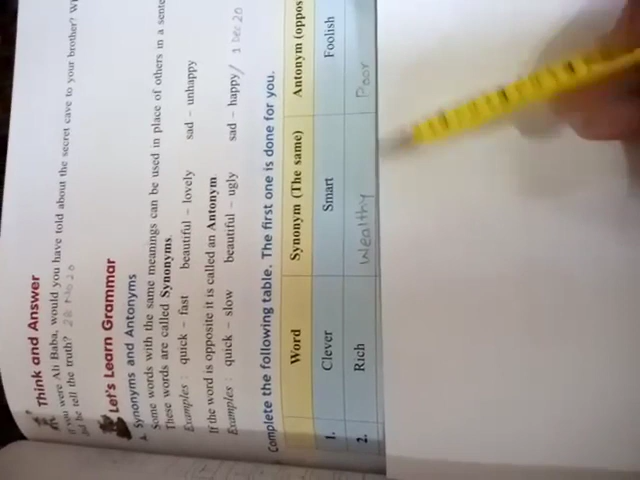 Think and Answer
If you were Ali Baba, would you have told about the secret cave to your brother?
he tell the truth?
Let's Learn Grammar
A. Synonyms and Antonyms
Some words with the same meanings can be used in place of others in a
These words are called Synonyms.
Examples : quick – fast beautiful – lovely sad – unhappy
If the word is opposite it is called an Antonym.
Examples : quick – slow beautiful – ugly sad – happy/ 1 Dec 20
Complete the following table. The first one is done for you.
Word Synonym (The same) Antonym (oppos
1. Clever Smart Foolish
2. Rich Wealthy Poor